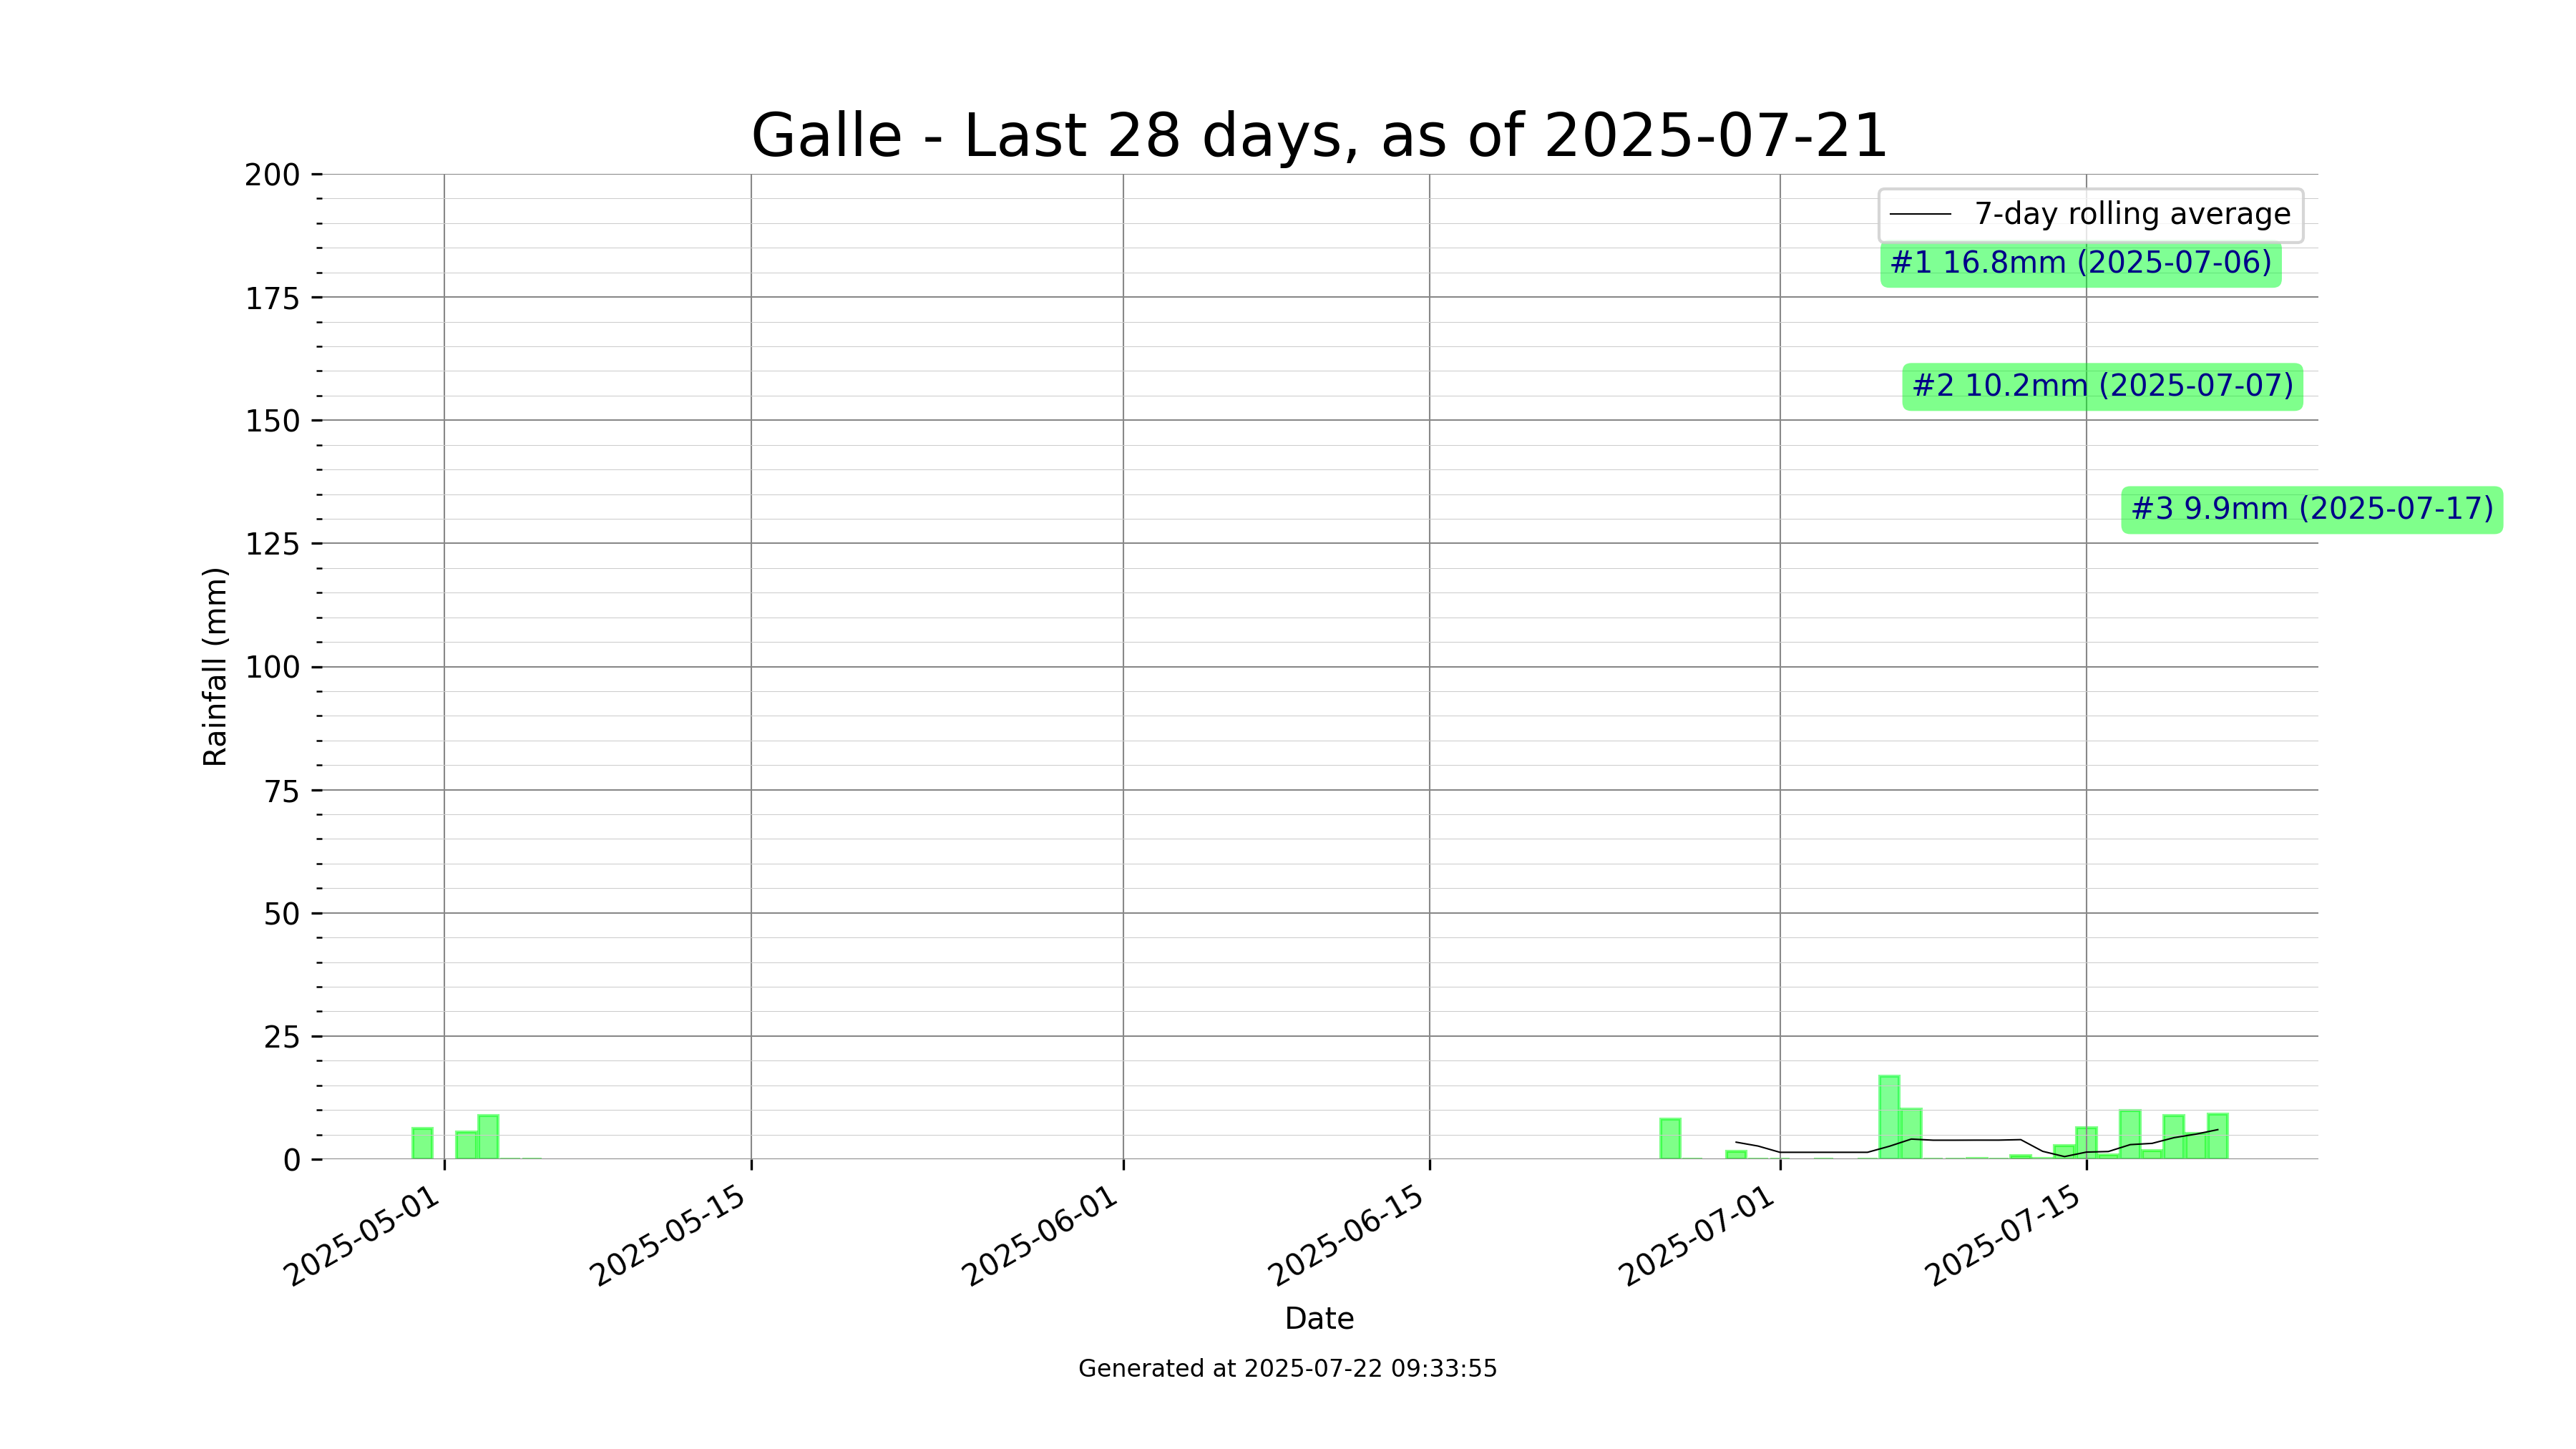 Galle - Last 28 days, as of 2025-07-21
200
175
150
125
100
75
50
25
0
Rainfall (mm)
7-day rolling average
#1 16.8mm (2025-07-06)
#2 10.2mm (2025-07-07)
#3 9.9mm (2025-07-17)
2025-05-01
2025-05-15
2025-06-01
2025-06-15
2025-07-01
2025-07-15
Date
Generated at 2025-07-22 09:33:55